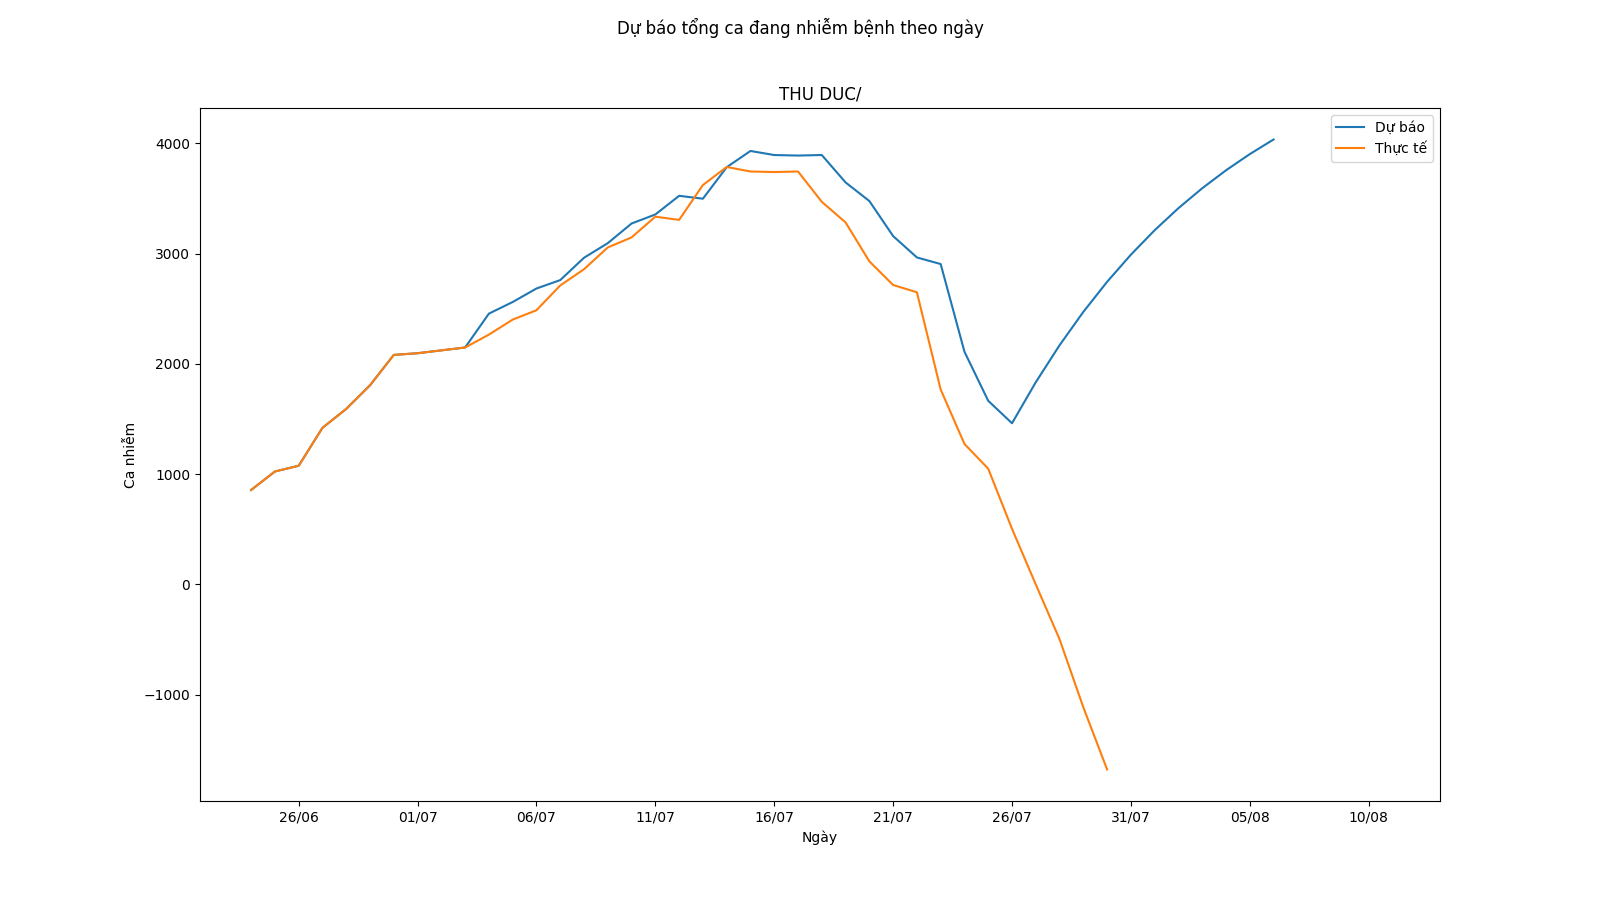 Dự báo tổng ca đang nhiễm bệnh theo ngày
THU DUC/
Dự báo
Thực tế
4000
3000
2000
1000
0
−1000
Ca nhiễm
26/06 01/07 06/07 11/07 16/07 21/07 26/07 31/07 05/08 10/08
Ngày